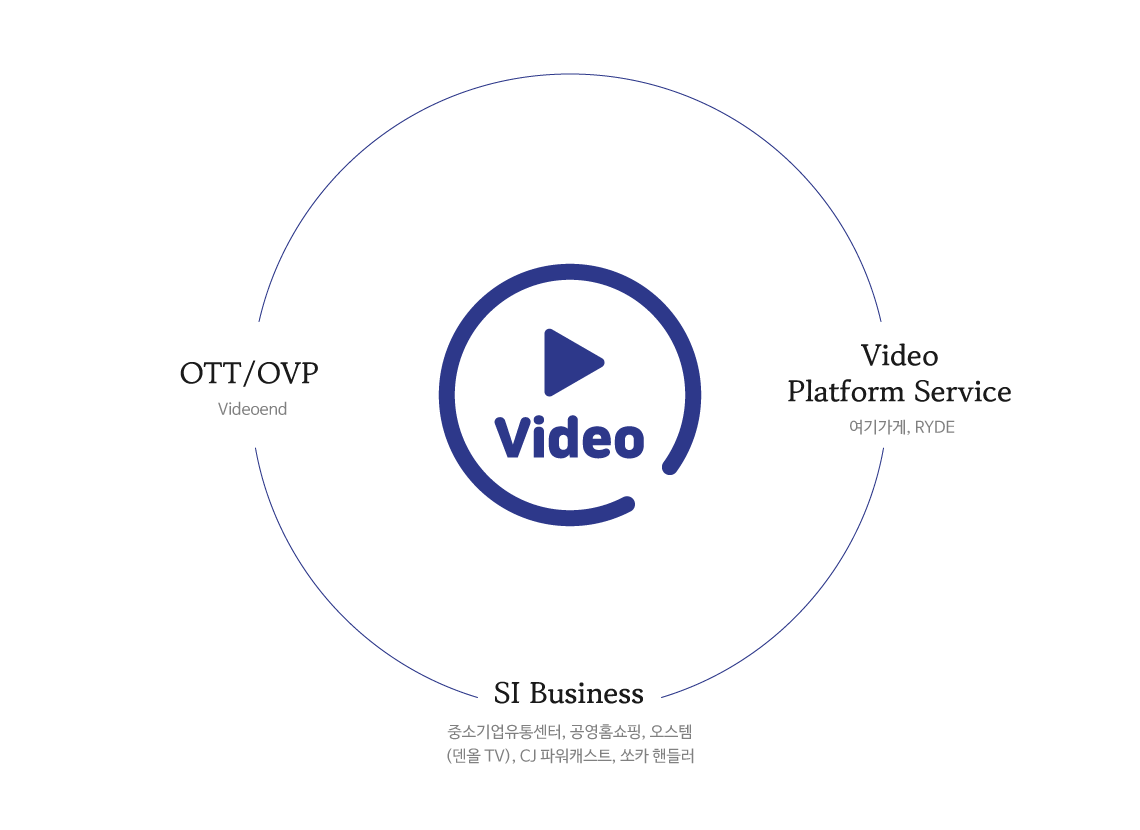 OTT/OVP
Videoend
Video
Video
Platform Service
여기가게, RYDE
SI Business
중소기업유통센터, 공영홈쇼핑, 오스템
(덴올 TV), CJ 파워캐스트, 쏘카 핸들러